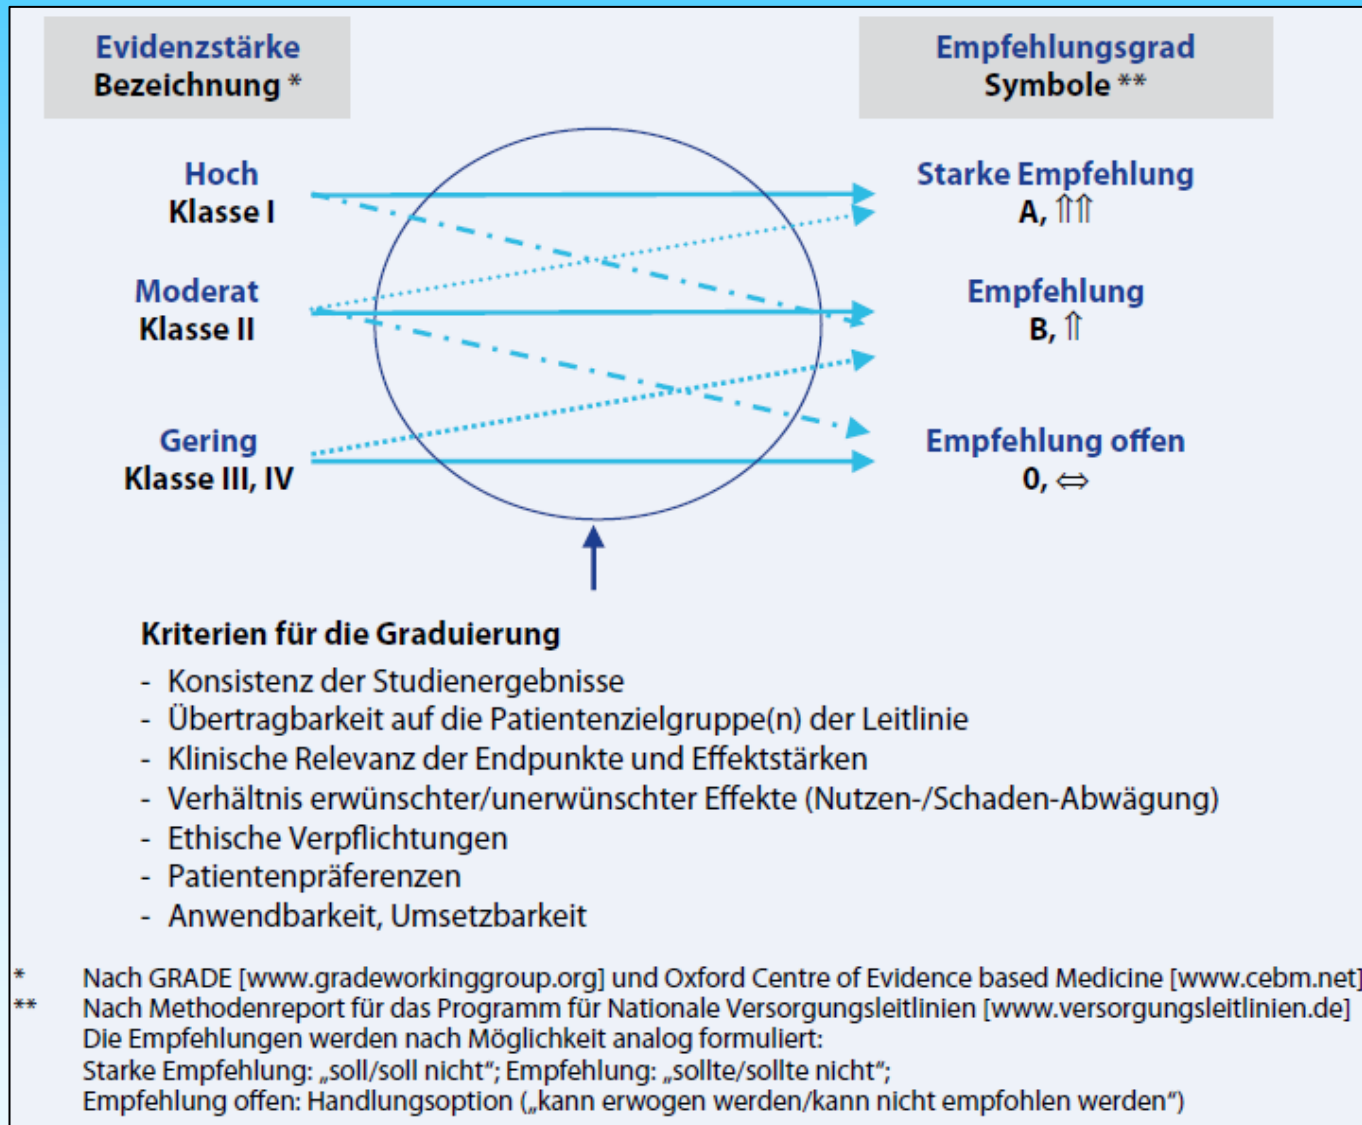 Evidenzstärke
Bezeichnung *
Empfehlungsgrad
Symbole **
Hoch
Klasse I
Starke Empfehlung
A, ⇑⇑
Moderat
Klasse II
Empfehlung
B, ⇑
Gering
Klasse III, IV
Empfehlung offen
0, ⇔
Kriterien für die Graduierung
- Konsistenz der Studienergebnisse
- Übertragbarkeit auf die Patientenzielgruppe(n) der Leitlinie
- Klinische Relevanz der Endpunkte und Effektstärken
- Verhältnis erwünschter/unerwünschter Effekte (Nutzen-/Schaden-Abwägung)
- Ethische Verpflichtungen
- Patientenpräferenzen
- Anwendbarkeit, Umsetzbarkeit
* Nach GRADE [www.gradeworkinggroup.org] und Oxford Centre of Evidence based Medicine [www.cebm.net]
** Nach Methodenreport für das Programm für Nationale Versorgungsleitlinien [www.versorgungsleitlinien.de]
Die Empfehlungen werden nach Möglichkeit analog formuliert:
Starke Empfehlung: „soll/soll nicht“; Empfehlung: „sollte/sollte nicht“;
Empfehlung offen: Handlungsoption („kann erwogen werden/kann nicht empfohlen werden“)